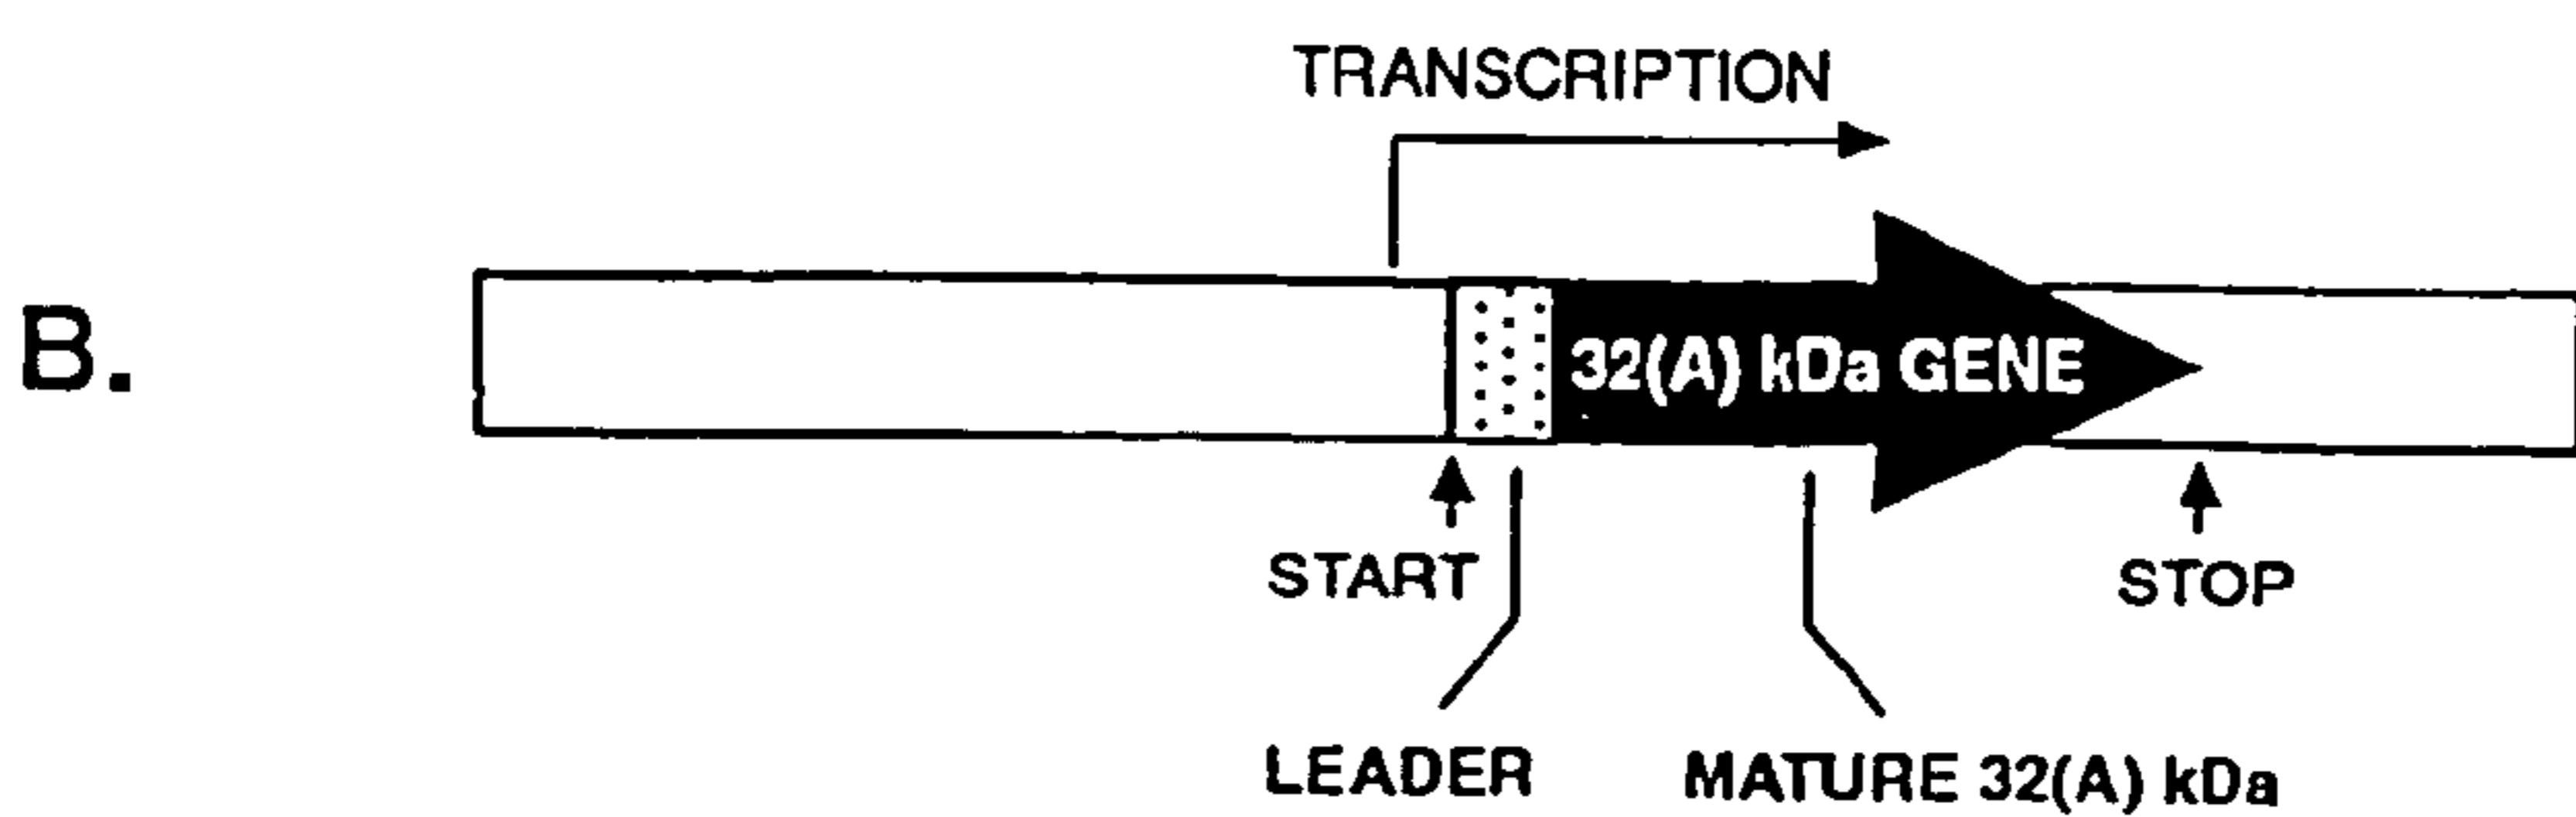 TRANSCRIPTION
B.
32(A) kDa GENE
START
STOP
LEADER
MATURE 32(A) kDa